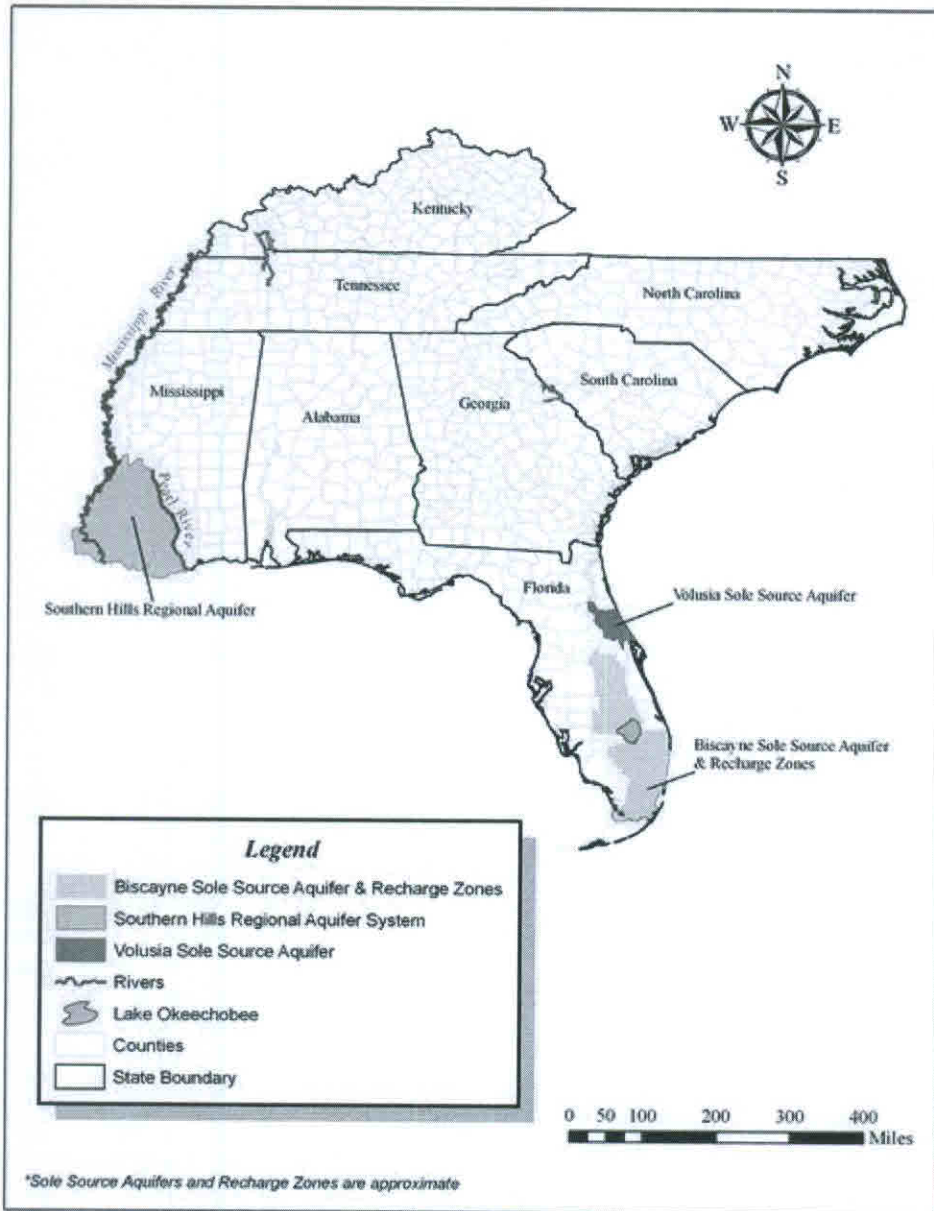 N
W E
S
Kentucky
Tennessee
North Carolina
Mississippi River
Mississippi
Alabama
Georgia
South Carolina
Pearl River
Southern Hills Regional Aquifer
Florida
Volusia Sole Source Aquifer
Biscayne Sole Source Aquifer
& Recharge Zones
Legend
Biscayne Sole Source Aquifer & Recharge Zones
Southern Hills Regional Aquifer System
Volusia Sole Source Aquifer
Rivers
Lake Okeechobee
Counties
State Boundary
0 50 100 200 300 400
Miles
*Sole Source Aquifers and Recharge Zones are approximate